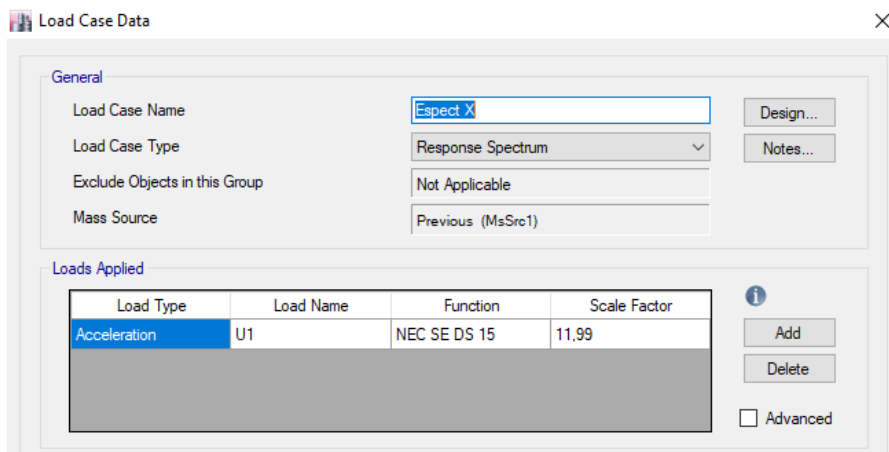 Load Case Data
General
Load Case Name Espect X Design...
Load Case Type Response Spectrum Notes...
Exclude Objects in this Group Not Applicable
Mass Source Previous (MsSrc1)
Loads Applied
Load Type Load Name Function Scale Factor
Acceleration U1 NEC SE DS 15 11,99
Add
Delete
Advanced